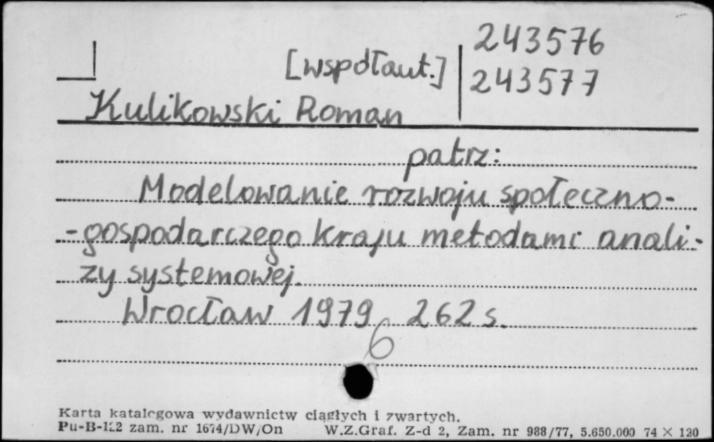 [współaut.] 243576
243577
Kulikowski Roman
patrz:
Modelowanie rozwoju społeczno-
-gospodarczego kraju metodami anali-
zy systemowej.
Wrocław 1979 262 s.
6
Karta katalogowa wydawnictw ciągłych i zwartych.
Pu-B-112 zam. nr 1674/DW/On W.Z.Graf. Z-d 2, Zam. nr 988/77, 5.650.000 74 × 120